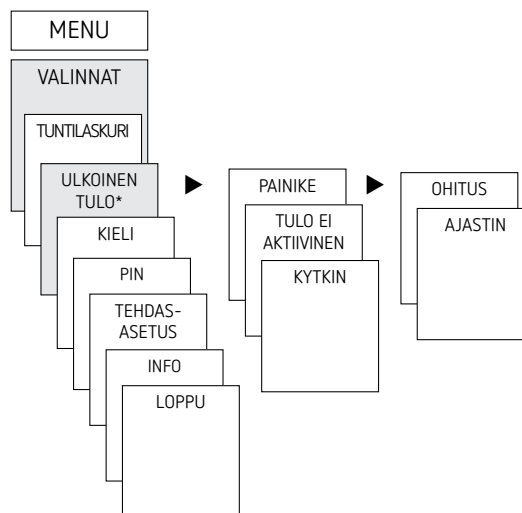 MENU
VALINNAT
TUNTILASKURI
ULKOINEN
TULO*
KIELI
PIN
TEHDAS-
ASETUS
INFO
LOPPU
PAINIKE
TULO EI
AKTIIVINEN
KYTKIN
OHITUS
AJASTIN